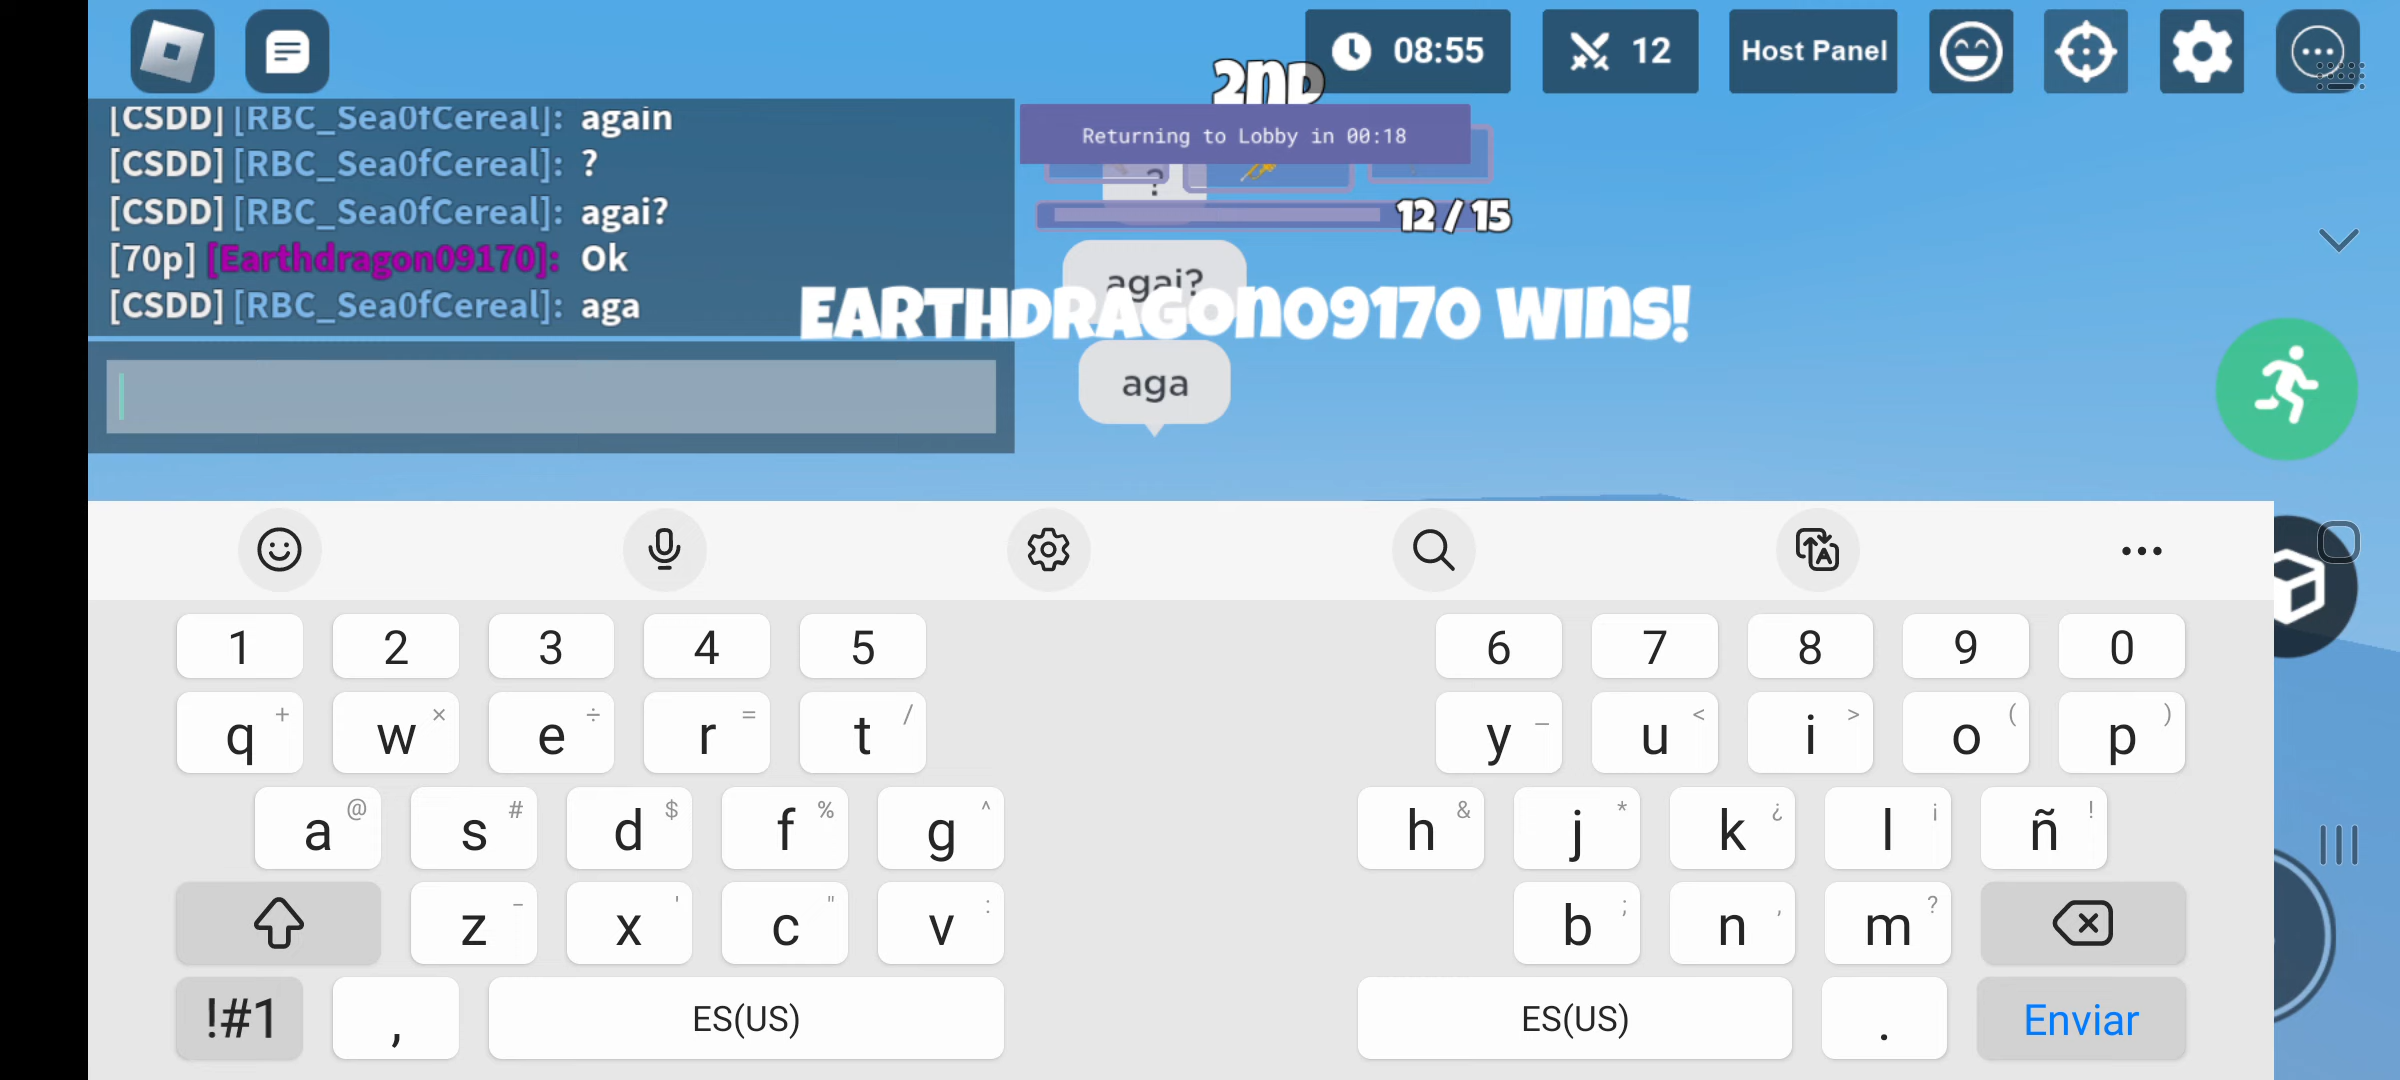 08:55
12
Host Panel
2ND
Returning to Lobby in 00:18
[CSDD] [RBC_Sea0fCereal]: again
[CSDD] [RBC_Sea0fCereal]: ?
[CSDD] [RBC_Sea0fCereal]: agai?
[70p] [Earthdragon09170]: Ok
[CSDD] [RBC_Sea0fCereal]: aga
?
12 / 15
agai?
EARTHDRAGON09170 WINS!
aga
1 2 3 4 5 6 7 8 9 0
q + w × e ÷ r = t / y _ u < i > o ( p )
a @ s # d $ f % g ^ h & j * k ¿ l ¡ ñ !
z - x ' c " v : b ; n , m ?
!#1 , ES(US) ES(US) . Enviar